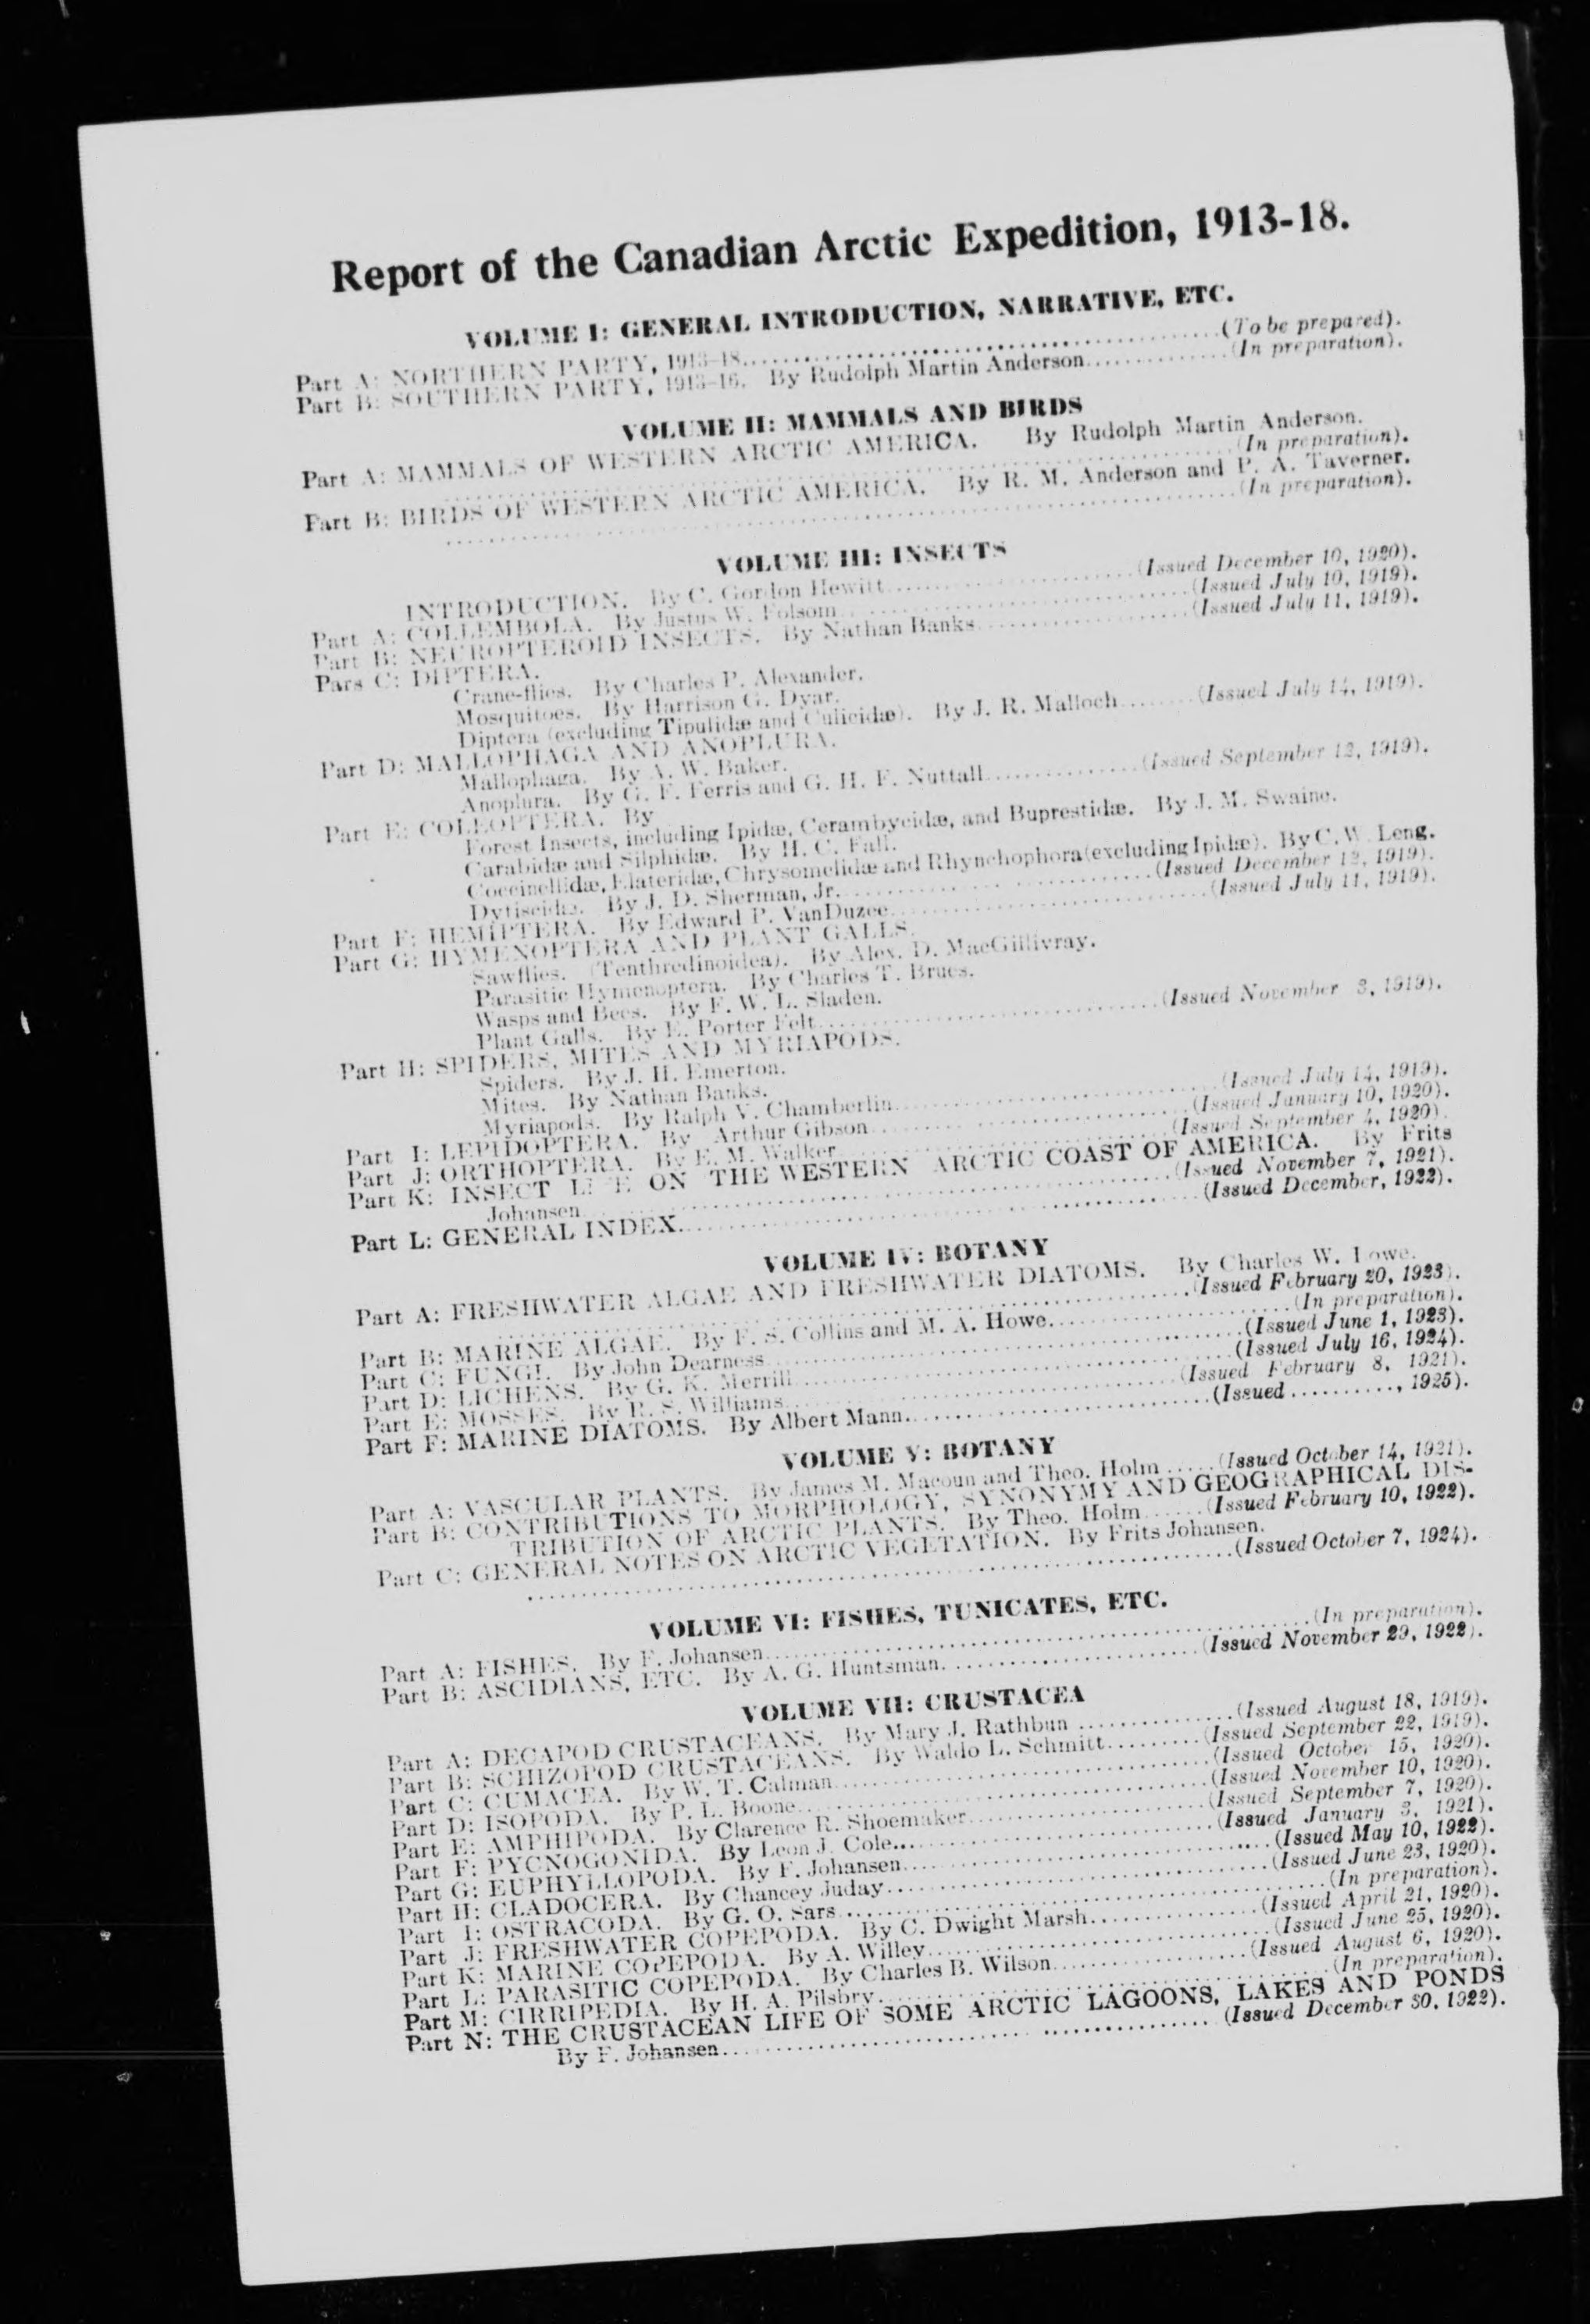 Report of the Canadian Arctic Expedition, 1913-18.
VOLUME I: GENERAL INTRODUCTION, NARRATIVE, ETC.
Part A: NORTHERN PARTY, 1913-18..........(To be prepared).
Part B: SOUTHERN PARTY, 1913-16. By Rudolph Martin Anderson..........(In preparation).
VOLUME II: MAMMALS AND BIRDS
Part A: MAMMALS OF WESTERN ARCTIC AMERICA. By Rudolph Martin Anderson.
..........(In preparation).
Part B: BIRDS OF WESTERN ARCTIC AMERICA. By R. M. Anderson and P. A. Taverner.
..........(In preparation).
VOLUME III: INSECTS
INTRODUCTION. By C. Gordon Hewitt..........(Issued December 10, 1920).
Part A: COLLEMBOLA. By Justus W. Folsom..........(Issued July 10, 1919).
Part B: NEUROPTEROID INSECTS. By Nathan Banks..........(Issued July 11, 1919).
Pars C: DIPTERA.
Crane-flies. By Charles P. Alexander.
Mosquitoes. By Harrison G. Dyar.
Diptera (excluding Tipulidæ and Culicidæ). By J. R. Malloch..........(Issued July 14, 1919).
Part D: MALLOPHAGA AND ANOPLURA.
Mallophaga. By A. W. Baker.
Anoplura. By G. F. Ferris and G. H. F. Nuttall..........(Issued September 12, 1919).
Part E: COLEOPTERA. By
Forest Insects, including Ipidæ, Cerambycidæ, and Buprestidæ. By J. M. Swaine.
Carabidæ and Silphidæ. By H. C. Fall.
Coccinellidæ, Elateridæ, Chrysomelidæ and Rhynchophora (excluding Ipidæ). By C. W. Leng.
Dytiscidæ. By J. D. Sherman, Jr..........(Issued December 12, 1919).
Part F: HEMIPTERA. By Edward P. VanDuzee..........(Issued July 11, 1919).
Part G: HYMENOPTERA AND PLANT GALLS.
Sawflies. (Tenthredinoidea). By Alex. D. MacGillivray.
Parasitic Hymenoptera. By Charles T. Brues.
Wasps and Bees. By F. W. L. Sladen.
Plant Galls. By E. Porter Felt..........(Issued November 3, 1919).
Part H: SPIDERS, MITES AND MYRIAPODS.
Spiders. By J. H. Emerton.
Mites. By Nathan Banks.
Myriapods. By Ralph V. Chamberlin..........(Issued July 14, 1919).
Part I: LEPIDOPTERA. By Arthur Gibson..........(Issued January 10, 1920).
Part J: ORTHOPTERA. By E. M. Walker..........(Issued September 4, 1920).
Part K: INSECT LIFE ON THE WESTERN ARCTIC COAST OF AMERICA. By Frits
Johansen..........(Issued November 7, 1921).
Part L: GENERAL INDEX..........(Issued December, 1922).
VOLUME IV: BOTANY
Part A: FRESHWATER ALGAE AND FRESHWATER DIATOMS. By Charles W. Lowe.
..........(Issued February 20, 1923).
Part B: MARINE ALGAE. By F. S. Collins and M. A. Howe..........(In preparation).
Part C: FUNGI. By John Dearness..........(Issued June 1, 1923).
Part D: LICHENS. By G. K. Merrill..........(Issued July 16, 1924).
Part E: MOSSES. By R. S. Williams..........(Issued February 8, 1921).
Part F: MARINE DIATOMS. By Albert Mann..........(Issued.........., 1925).
VOLUME V: BOTANY
Part A: VASCULAR PLANTS. By James M. Macoun and Theo. Holm.....(Issued October 14, 1921).
Part B: CONTRIBUTIONS TO MORPHOLOGY, SYNONYMY AND GEOGRAPHICAL DIS-
TRIBUTION OF ARCTIC PLANTS. By Theo. Holm......(Issued February 10, 1922).
Part C: GENERAL NOTES ON ARCTIC VEGETATION. By Frits Johansen.
..........(Issued October 7, 1924).
VOLUME VI: FISHES, TUNICATES, ETC.
Part A: FISHES. By F. Johansen..........(In preparation).
Part B: ASCIDIANS, ETC. By A. G. Huntsman..........(Issued November 29, 1922).
VOLUME VII: CRUSTACEA
Part A: DECAPOD CRUSTACEANS. By Mary J. Rathbun..........(Issued August 18, 1919).
Part B: SCHIZOPOD CRUSTACEANS. By Waldo L. Schmitt..........(Issued September 22, 1919).
Part C: CUMACEA. By W. T. Calman..........(Issued October 15, 1920).
Part D: ISOPODA. By P. L. Boone..........(Issued November 10, 1920).
Part E: AMPHIPODA. By Clarence R. Shoemaker..........(Issued September 7, 1920).
Part F: PYCNOGONIDA. By Leon J. Cole..........(Issued January 3, 1921).
Part G: EUPHYLLOPODA. By F. Johansen..........(Issued May 10, 1922).
Part H: CLADOCERA. By Chancey Juday..........(Issued June 23, 1920).
Part I: OSTRACODA. By G. O. Sars..........(In preparation).
Part J: FRESHWATER COPEPODA. By C. Dwight Marsh..........(Issued April 21, 1920).
Part K: MARINE COPEPODA. By A. Willey..........(Issued June 25, 1920).
Part L: PARASITIC COPEPODA. By Charles B. Wilson..........(Issued August 6, 1920).
Part M: CIRRIPEDIA. By H. A. Pilsbry..........(In preparation).
Part N: THE CRUSTACEAN LIFE OF SOME ARCTIC LAGOONS, LAKES AND PONDS
By F. Johansen..........(Issued December 30, 1922).